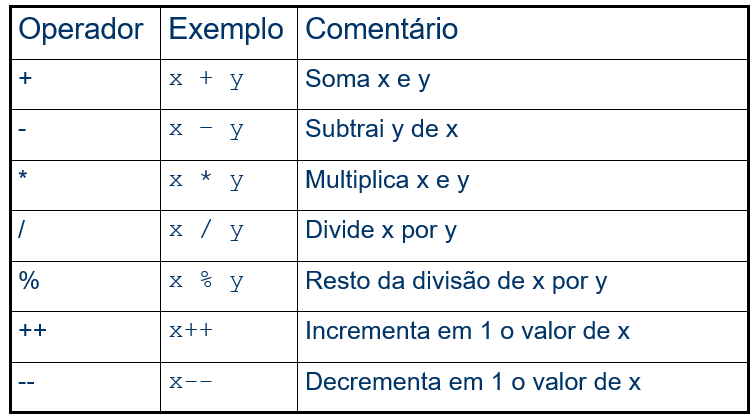 Operador Exemplo Comentário
+ x + y Soma x e y
- x - y Subtrai y de x
* x * y Multiplica x e y
/ x / y Divide x por y
% x % y Resto da divisão de x por y
++ x++ Incrementa em 1 o valor de x
-- x-- Decrementa em 1 o valor de x